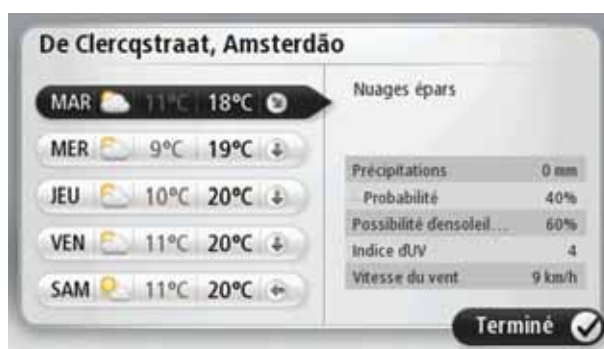 De Clercqstraat, Amsterdão
MAR 11°C 18°C
MER 9°C 19°C
JEU 10°C 20°C
VEN 11°C 20°C
SAM 11°C 20°C
Nuages épars
Précipitations 0 mm
Probabilité 40%
Possibilité densoleil... 60%
Indice dUV 4
Vitesse du vent 9 km/h
Terminé